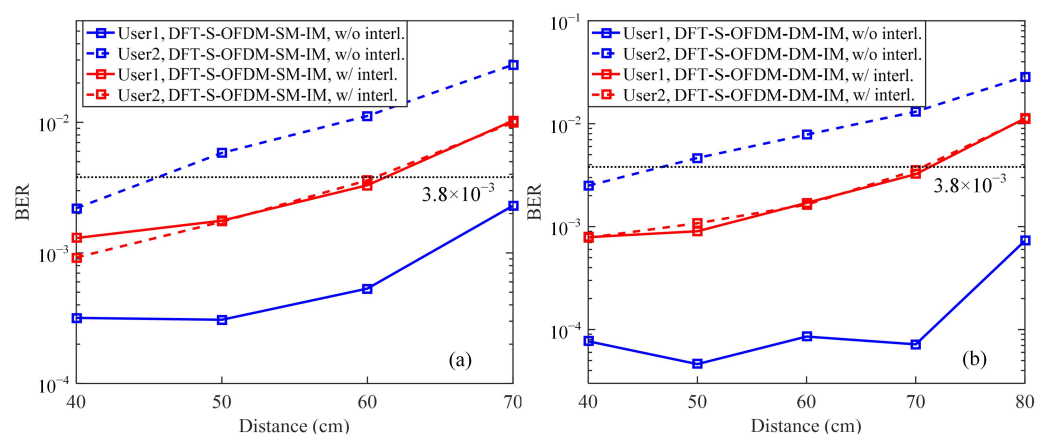 User1, DFT-S-OFDM-SM-IM, w/o interl.
User2, DFT-S-OFDM-SM-IM, w/o interl.
User1, DFT-S-OFDM-SM-IM, w/ interl.
User2, DFT-S-OFDM-SM-IM, w/ interl.
10⁻²
10⁻³
10⁻⁴
BER
3.8×10⁻³
(a)
40 50 60 70
Distance (cm)
10⁻¹
User1, DFT-S-OFDM-DM-IM, w/o interl.
User2, DFT-S-OFDM-DM-IM, w/o interl.
User1, DFT-S-OFDM-DM-IM, w/ interl.
User2, DFT-S-OFDM-DM-IM, w/ interl.
10⁻²
10⁻³
10⁻⁴
BER
3.8×10⁻³
(b)
40 50 60 70 80
Distance (cm)